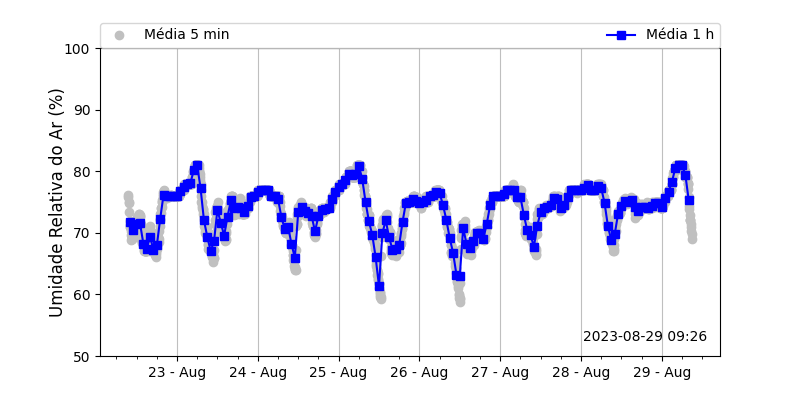 Média 5 min
Média 1 h
Umidade Relativa do Ar (%)
100
90
80
70
60
50
2023-08-29 09:26
23 - Aug
24 - Aug
25 - Aug
26 - Aug
27 - Aug
28 - Aug
29 - Aug